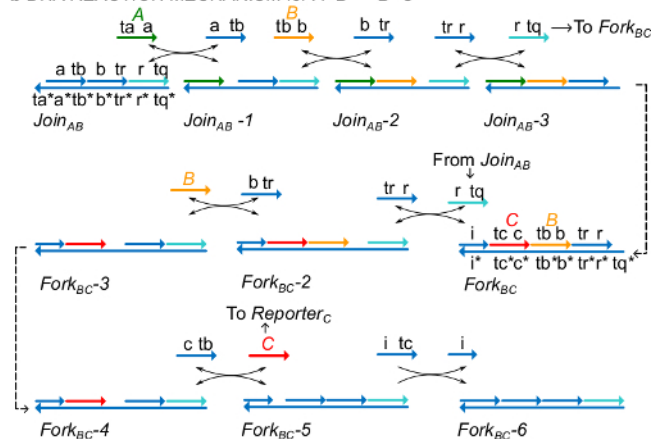 A B
ta a a tb tb b b tr tr r r tq →To Fork_BC
a tb b tr r tq
ta*a*tb*b*tr*r*tq*
Join_AB Join_AB-1 Join_AB-2 Join_AB-3
From Join_AB
B b tr tr r r tq
C B
i tc c tb b tr r
i* tc*c* tb*b* tr*r* tq*
Fork_BC-3 Fork_BC-2 Fork_BC
To Reporter_C
c tb C i tc i
Fork_BC-4 Fork_BC-5 Fork_BC-6